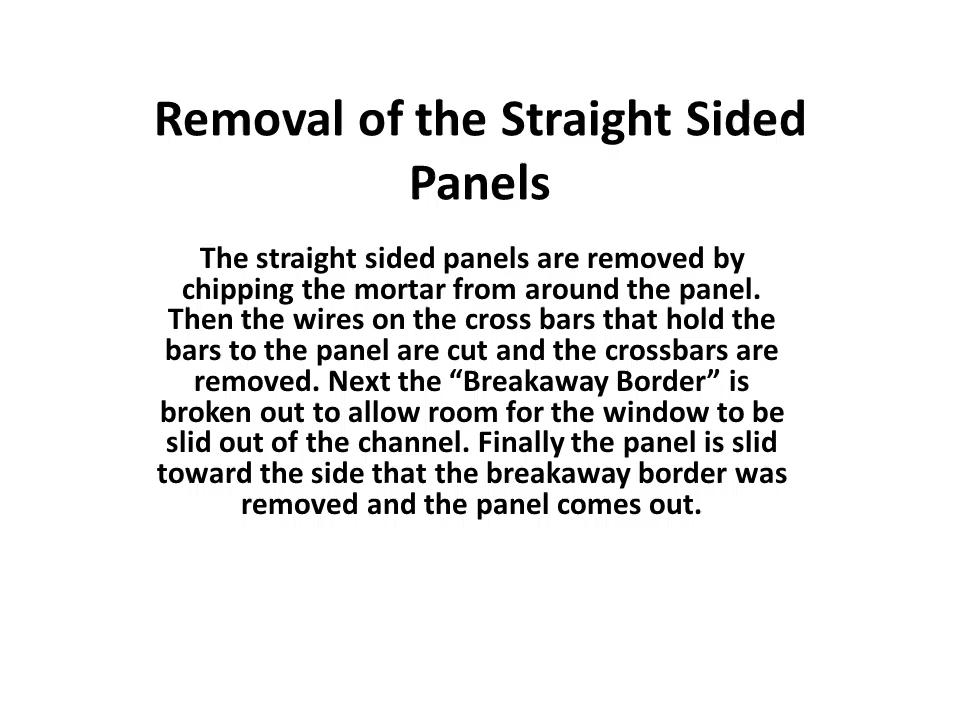 Removal of the Straight Sided
Panels
The straight sided panels are removed by
chipping the mortar from around the panel.
Then the wires on the cross bars that hold the
bars to the panel are cut and the crossbars are
removed. Next the “Breakaway Border” is
broken out to allow room for the window to be
slid out of the channel. Finally the panel is slid
toward the side that the breakaway border was
removed and the panel comes out.